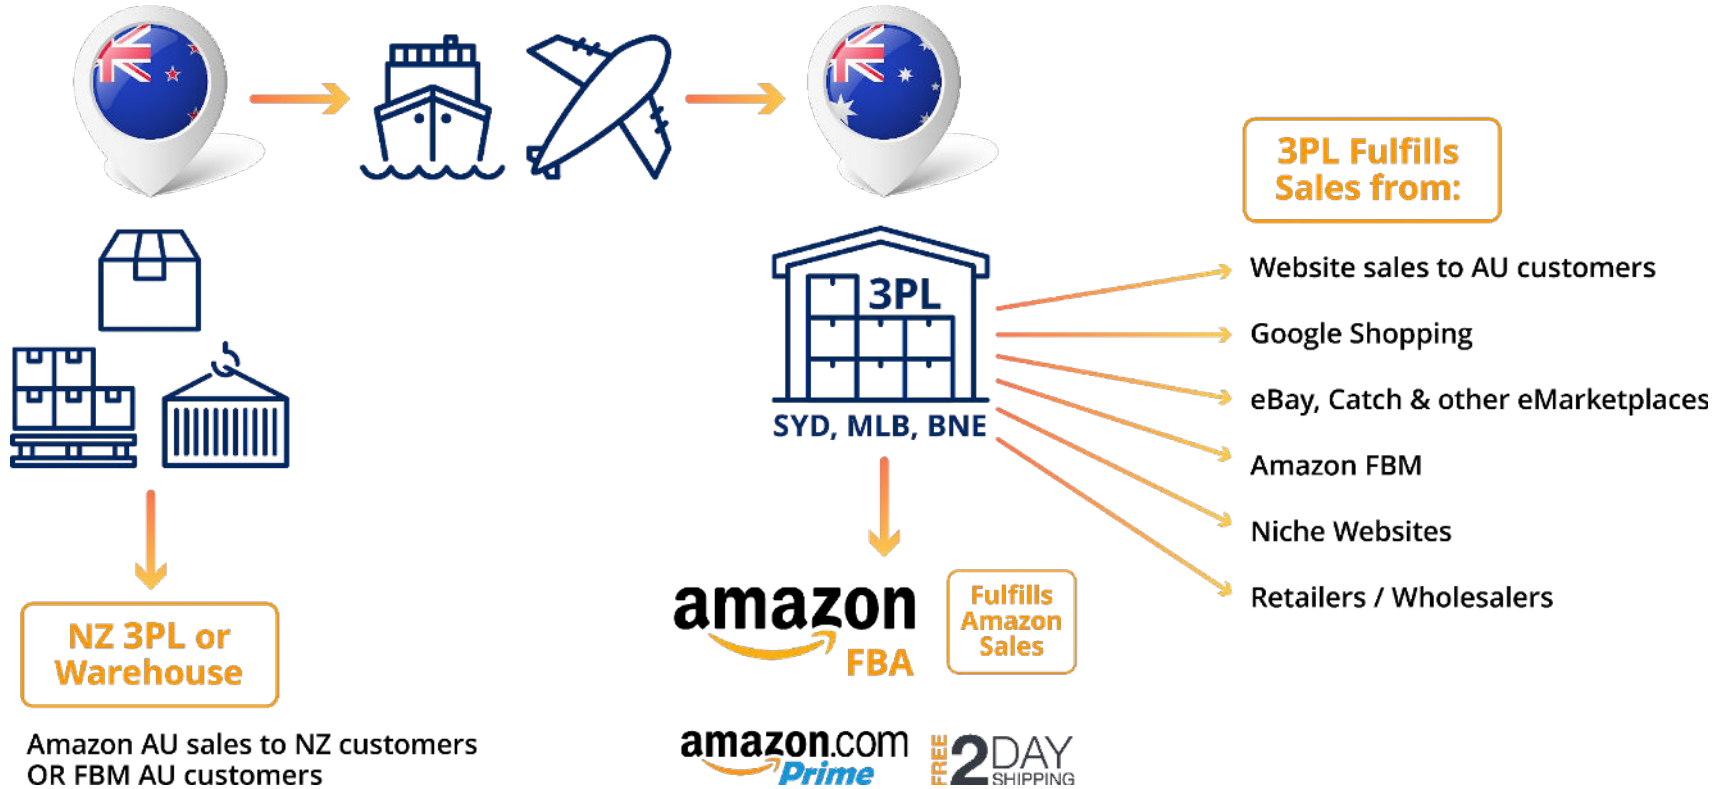 3PL Fulfills
Sales from:
Website sales to AU customers
Google Shopping
eBay, Catch & other eMarketplaces
Amazon FBM
Niche Websites
Retailers / Wholesalers
3PL
SYD, MLB, BNE
amazon
FBA
Fulfills
Amazon
Sales
amazon.com
Prime
FREE
2DAY
SHIPPING
NZ 3PL or
Warehouse
Amazon AU sales to NZ customers
OR FBM AU customers